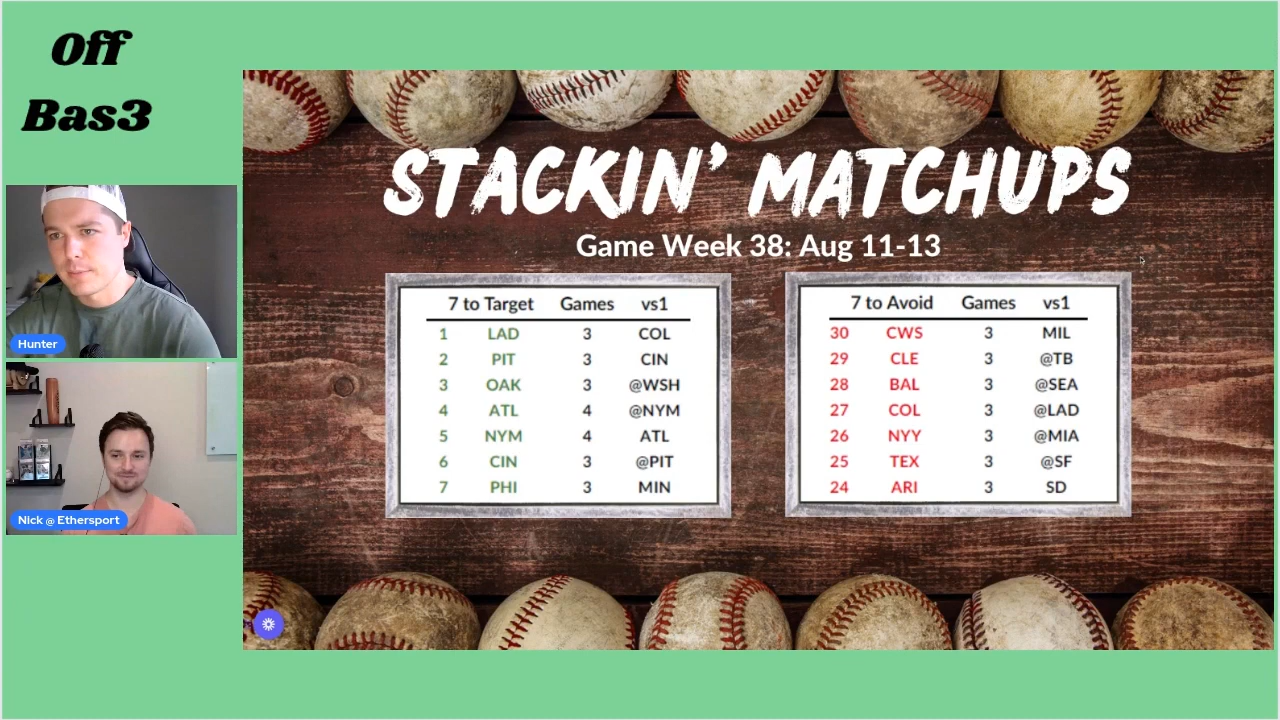 Off
Bas3
Hunter
Nick @ Ethersport
STACKIN' MATCHUPS
Game Week 38: Aug 11-13
7 to Target Games vs1
1 LAD 3 COL
2 PIT 3 CIN
3 OAK 3 @WSH
4 ATL 4 @NYM
5 NYM 4 ATL
6 CIN 3 @PIT
7 PHI 3 MIN
7 to Avoid Games vs1
30 CWS 3 MIL
29 CLE 3 @TB
28 BAL 3 @SEA
27 COL 3 @LAD
26 NYY 3 @MIA
25 TEX 3 @SF
24 ARI 3 SD